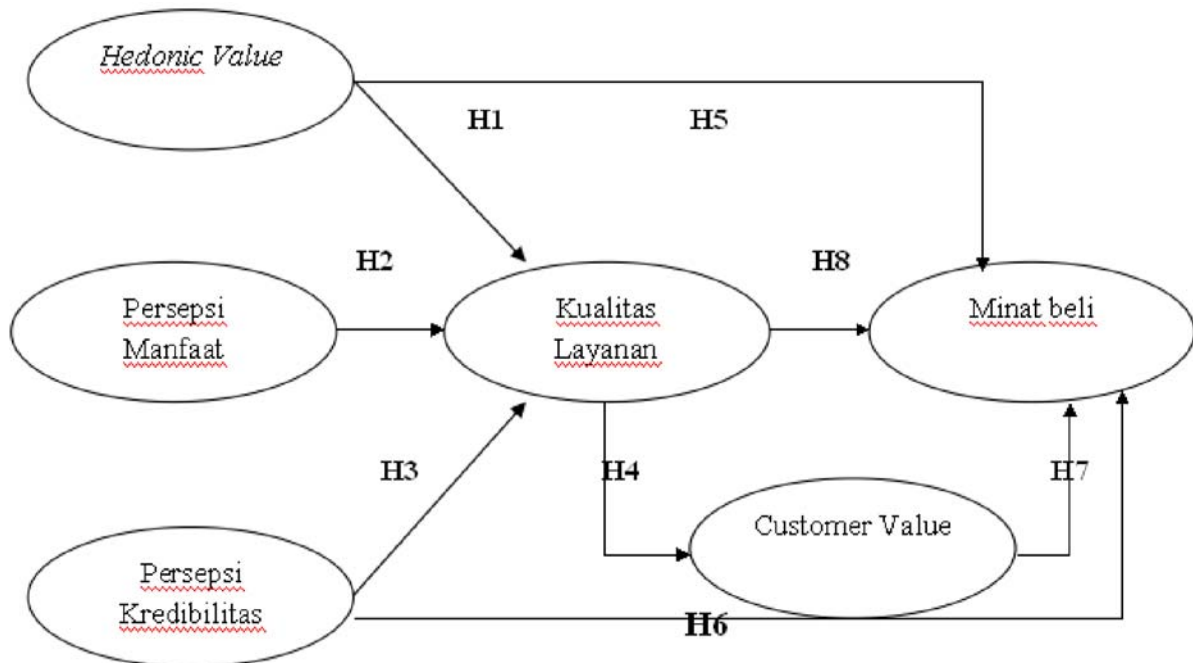 Hedonic Value
H1
H5
H2
H8
Persepsi
Manfaat
Kualitas
Layanan
Minat beli
H3
H4
H7
Customer Value
Persepsi
Kredibilitas
H6